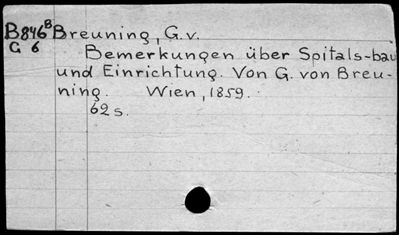 B846ᴮ Breuning, G.v.
G 6 Bemerkungen über Spitals-bau
und Einrichtung. Von G. von Breu-
ning. Wien, 1859.
62 s.